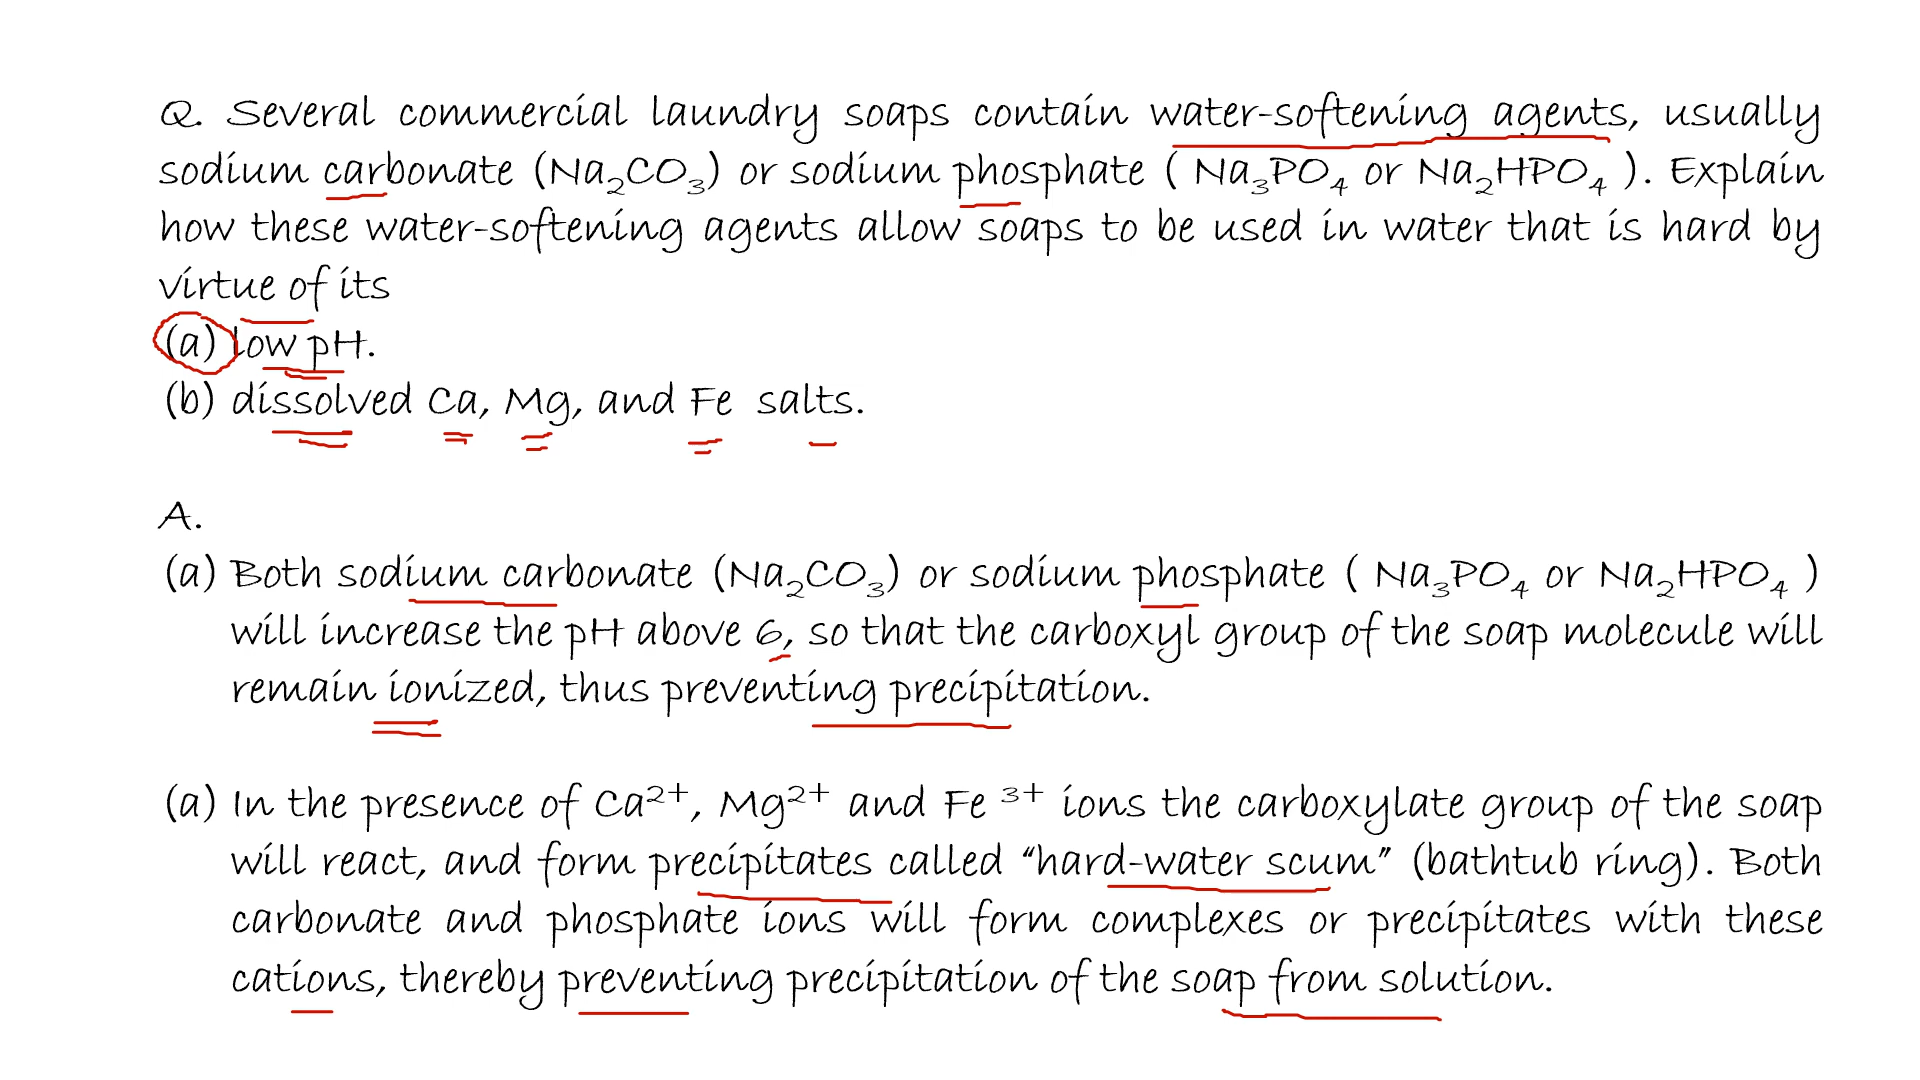 Q. Several commercial laundry soaps contain water-softening agents, usually
sodium carbonate (Na₂CO₃) or sodium phosphate ( Na₃PO₄ or Na₂HPO₄ ). Explain
how these water-softening agents allow soaps to be used in water that is hard by
virtue of its
(a) low pH.
(b) dissolved Ca, Mg, and Fe salts.
A.
(a) Both sodium carbonate (Na₂CO₃) or sodium phosphate ( Na₃PO₄ or Na₂HPO₄ )
will increase the pH above 6, so that the carboxyl group of the soap molecule will
remain ionized, thus preventing precipitation.
(a) In the presence of Ca²⁺, Mg²⁺ and Fe ³⁺ ions the carboxylate group of the soap
will react, and form precipitates called “hard-water scum” (bathtub ring). Both
carbonate and phosphate ions will form complexes or precipitates with these
cations, thereby preventing precipitation of the soap from solution.